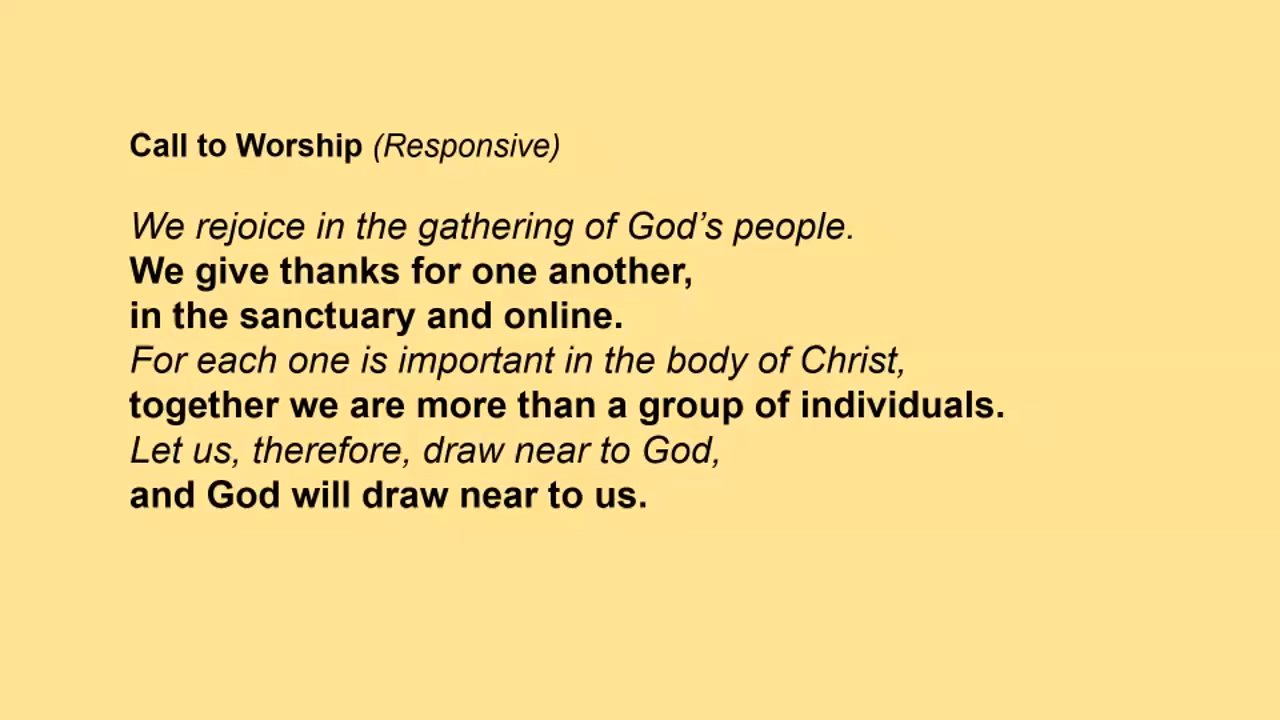 Call to Worship (Responsive)
We rejoice in the gathering of God’s people.
We give thanks for one another,
in the sanctuary and online.
For each one is important in the body of Christ,
together we are more than a group of individuals.
Let us, therefore, draw near to God,
and God will draw near to us.